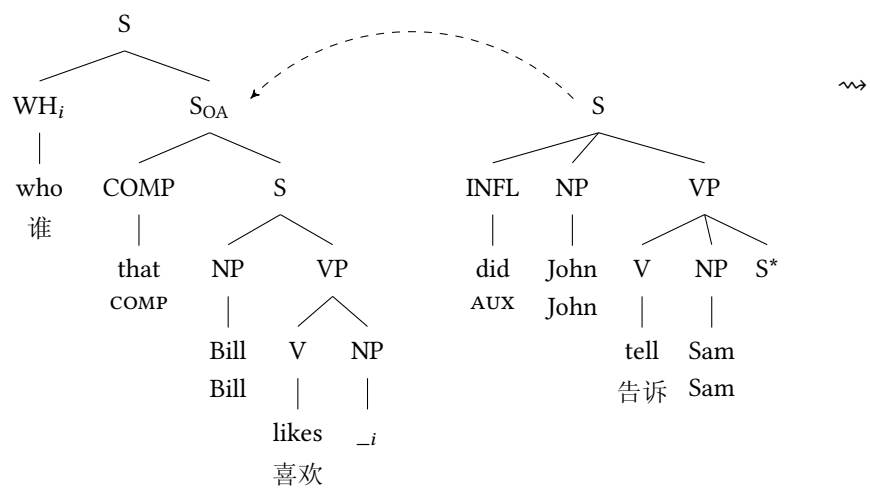 S
WHᵢ S_OA S ⇝
who COMP S INFL NP VP
谁
that NP VP did John V NP S*
COMP AUX John
Bill V NP tell Sam
Bill 告诉 Sam
likes _ᵢ
喜欢